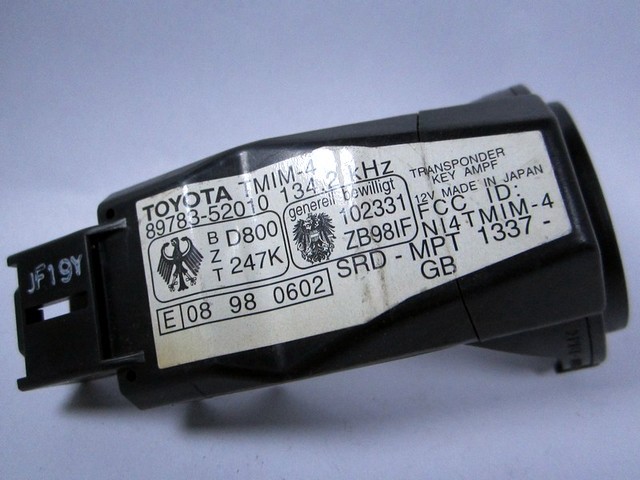 TOYOTA TMIM-4
89783-52010 134.2 kHz
BZT D800 247K
generell bewilligt
102331
ZB98IF
E 08 98 0602
TRANSPONDER
KEY AMPF
12V MADE IN JAPAN
FCC ID:
NI4TMIM-4
SRD - MPT 1337 -
GB
JF19Y